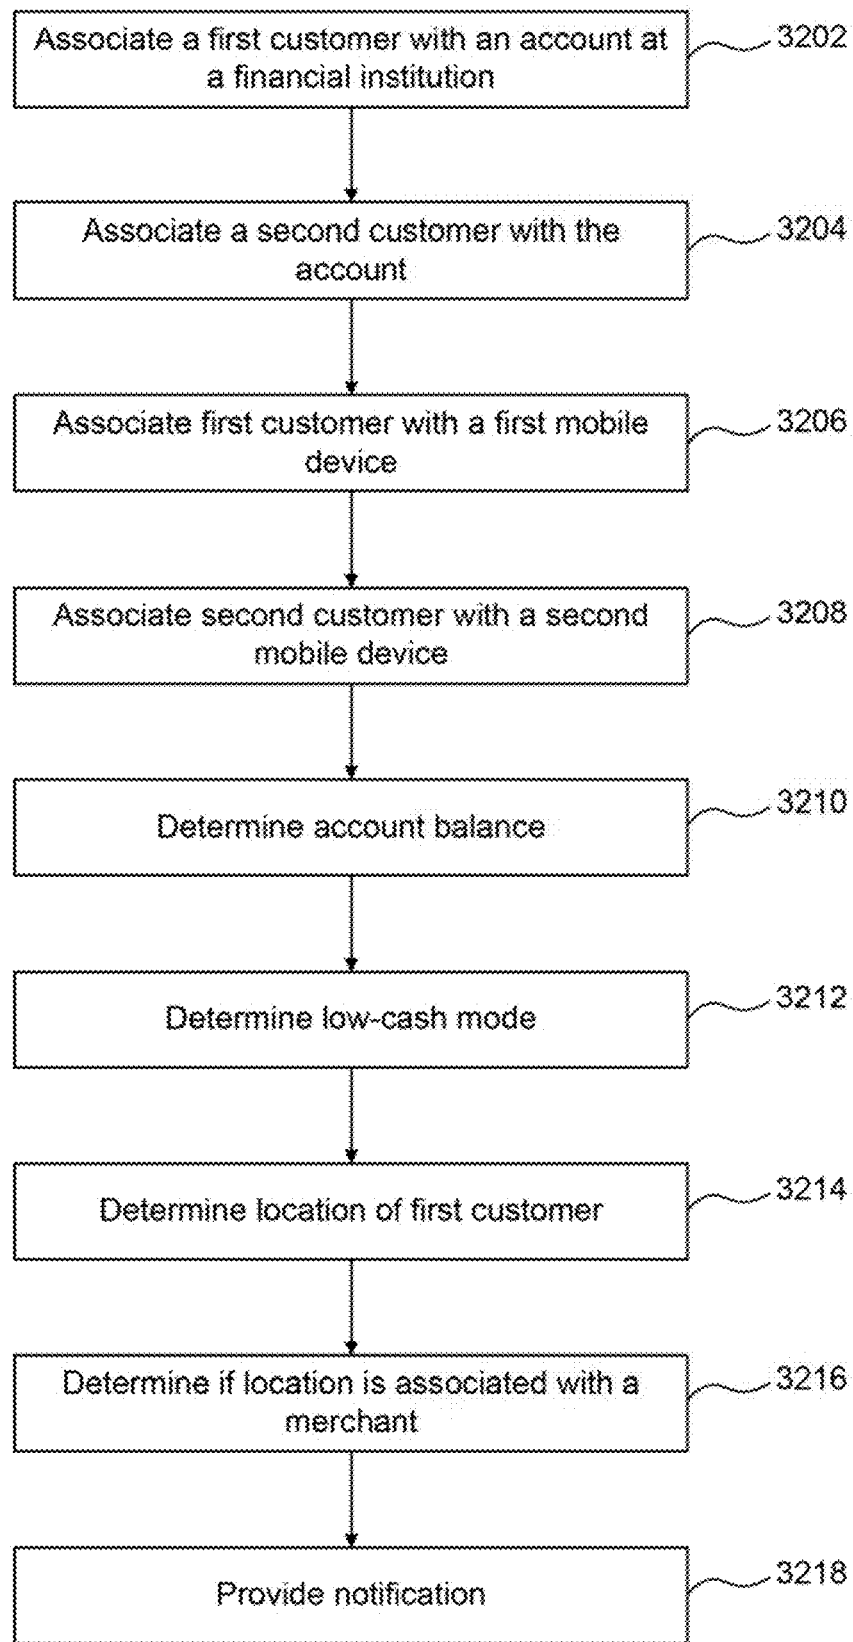 Associate a first customer with an account at
a financial institution
3202
Associate a second customer with the
account
3204
Associate first customer with a first mobile
device
3206
Associate second customer with a second
mobile device
3208
Determine account balance
3210
Determine low-cash mode
3212
Determine location of first customer
3214
Determine if location is associated with a
merchant
3216
Provide notification
3218